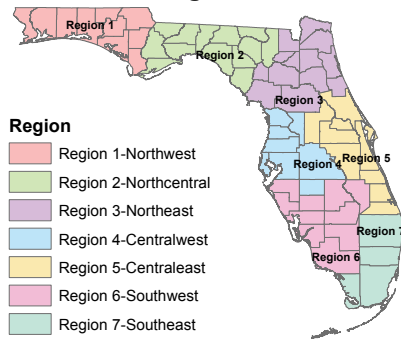 Region 1
Region 2
Region 3
Region 4
Region 5
Region 6
Region 7
Region
Region 1-Northwest
Region 2-Northcentral
Region 3-Northeast
Region 4-Centralwest
Region 5-Centraleast
Region 6-Southwest
Region 7-Southeast